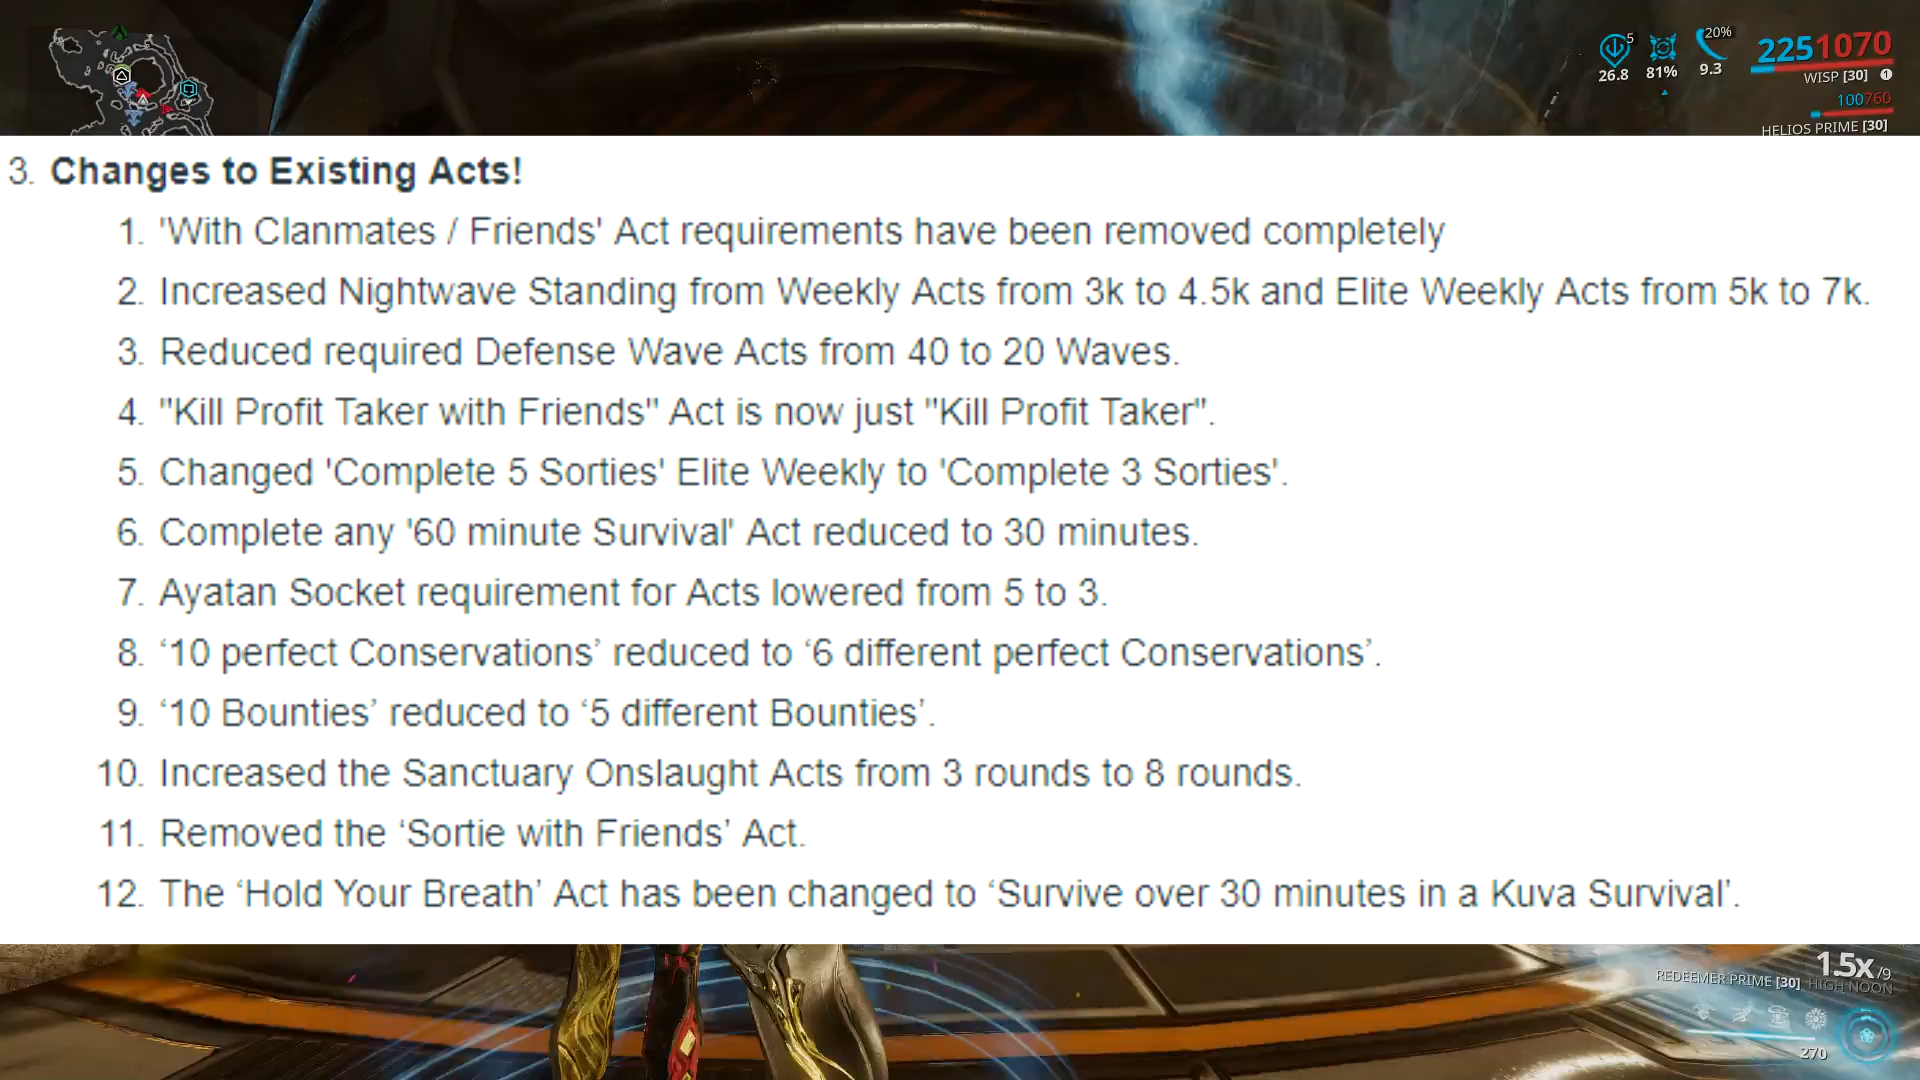 5
26.8
81%
20%
9.3
2251070
WISP [30] 1
100760
HELIOS PRIME [30]
3. Changes to Existing Acts!
1. 'With Clanmates / Friends' Act requirements have been removed completely
2. Increased Nightwave Standing from Weekly Acts from 3k to 4.5k and Elite Weekly Acts from 5k to 7k.
3. Reduced required Defense Wave Acts from 40 to 20 Waves.
4. "Kill Profit Taker with Friends" Act is now just "Kill Profit Taker".
5. Changed 'Complete 5 Sorties' Elite Weekly to 'Complete 3 Sorties'.
6. Complete any '60 minute Survival' Act reduced to 30 minutes.
7. Ayatan Socket requirement for Acts lowered from 5 to 3.
8. ‘10 perfect Conservations’ reduced to ‘6 different perfect Conservations’.
9. ‘10 Bounties’ reduced to ‘5 different Bounties’.
10. Increased the Sanctuary Onslaught Acts from 3 rounds to 8 rounds.
11. Removed the ‘Sortie with Friends’ Act.
12. The ‘Hold Your Breath’ Act has been changed to ‘Survive over 30 minutes in a Kuva Survival’.
1.5x/9
REDEEMER PRIME [30] HIGH NOON
270